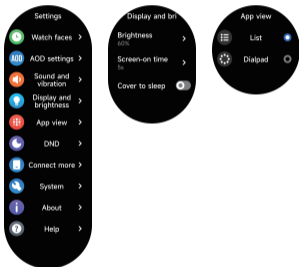 Settings
Watch faces
AOD
AOD settings
Sound and
vibration
Display and
brightness
App view
DND
Connect more
System
About
Help
Display and bri
Brightness
60%
Screen-on time
5s
Cover to sleep
App view
List
Dialpad